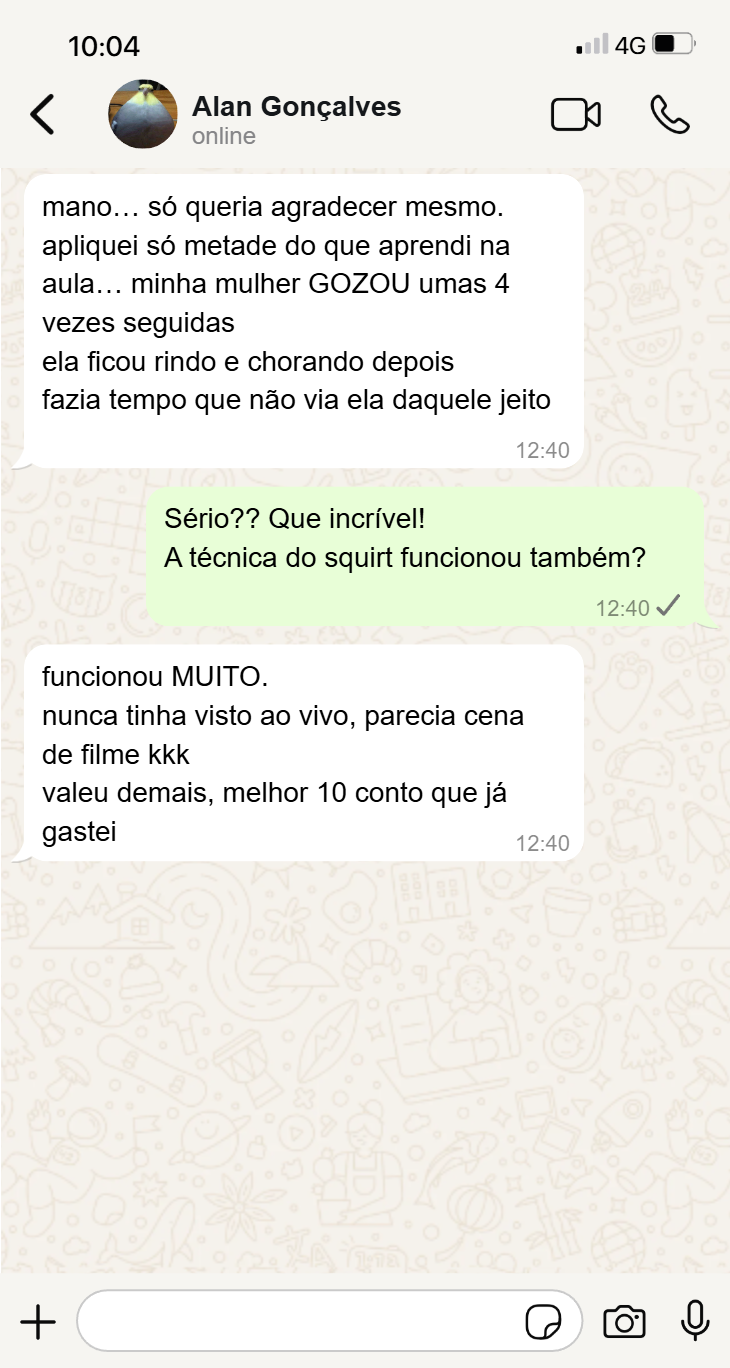 10:04
4G
Alan Gonçalves
online
mano… só queria agradecer mesmo.
apliquei só metade do que aprendi na
aula… minha mulher GOZOU umas 4
vezes seguidas
ela ficou rindo e chorando depois
fazia tempo que não via ela daquele jeito
12:40
Sério?? Que incrível!
A técnica do squirt funcionou também?
12:40
funcionou MUITO.
nunca tinha visto ao vivo, parecia cena
de filme kkk
valeu demais, melhor 10 conto que já
gastei
12:40